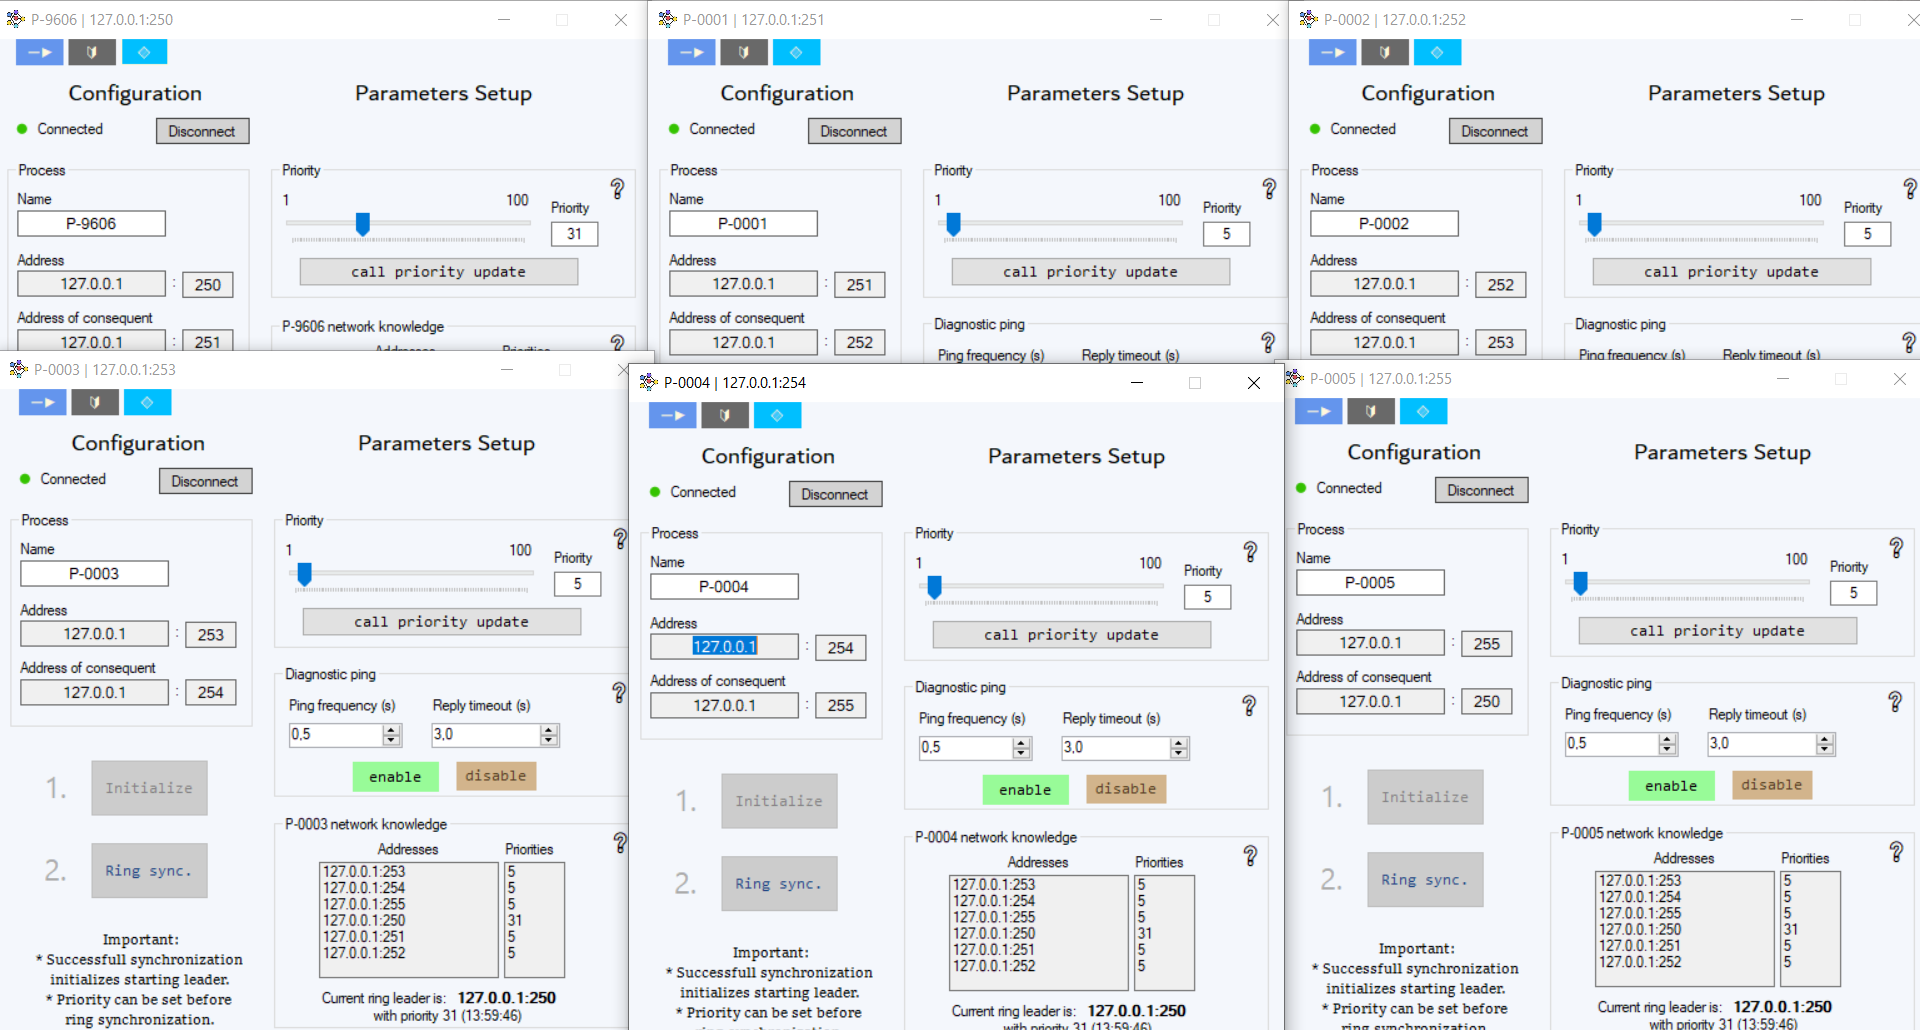 P-9606 | 127.0.0.1:250
Configuration
Parameters Setup
Connected
Disconnect
Process
Name
P-9606
Address
127.0.0.1 : 250
Address of consequent
127.0.0.1 : 251
Priority
1 100
Priority
31
call priority update
P-9606 network knowledge
Addresses Priorities
P-0001 | 127.0.0.1:251
Configuration
Parameters Setup
Connected
Disconnect
Process
Name
P-0001
Address
127.0.0.1 : 251
Address of consequent
127.0.0.1 : 252
Priority
1 100
Priority
5
call priority update
Diagnostic ping
Ping frequency (s) Reply timeout (s)
P-0002 | 127.0.0.1:252
Configuration
Parameters Setup
Connected
Disconnect
Process
Name
P-0002
Address
127.0.0.1 : 252
Address of consequent
127.0.0.1 : 253
Priority
1 100
Priority
5
call priority update
Diagnostic ping
Ping frequency (s) Reply timeout (s)
P-0003 | 127.0.0.1:253
Configuration
Parameters Setup
Connected
Disconnect
Process
Name
P-0003
Address
127.0.0.1 : 253
Address of consequent
127.0.0.1 : 254
1. Initialize
2. Ring sync.
Important:
* Successfull synchronization
initializes starting leader.
* Priority can be set before
ring synchronization.
Priority
1 100
Priority
5
call priority update
Diagnostic ping
Ping frequency (s) Reply timeout (s)
0,5 3,0
enable disable
P-0003 network knowledge
Addresses Priorities
127.0.0.1:253 5
127.0.0.1:254 5
127.0.0.1:255 5
127.0.0.1:250 31
127.0.0.1:251 5
127.0.0.1:252 5
Current ring leader is: 127.0.0.1:250
with priority 31 (13:59:46)
P-0004 | 127.0.0.1:254
Configuration
Parameters Setup
Connected
Disconnect
Process
Name
P-0004
Address
127.0.0.1 : 254
Address of consequent
127.0.0.1 : 255
1. Initialize
2. Ring sync.
Important:
* Successfull synchronization
initializes starting leader.
* Priority can be set before
ring synchronization.
Priority
1 100
Priority
5
call priority update
Diagnostic ping
Ping frequency (s) Reply timeout (s)
0,5 3,0
enable disable
P-0004 network knowledge
Addresses Priorities
127.0.0.1:253 5
127.0.0.1:254 5
127.0.0.1:255 5
127.0.0.1:250 31
127.0.0.1:251 5
127.0.0.1:252 5
Current ring leader is: 127.0.0.1:250
with priority 31 (13:59:46)
P-0005 | 127.0.0.1:255
Configuration
Parameters Setup
Connected
Disconnect
Process
Name
P-0005
Address
127.0.0.1 : 255
Address of consequent
127.0.0.1 : 250
1. Initialize
2. Ring sync.
Important:
* Successfull synchronization
initializes starting leader.
* Priority can be set before
ring synchronization.
Priority
1 100
Priority
5
call priority update
Diagnostic ping
Ping frequency (s) Reply timeout (s)
0,5 3,0
enable disable
P-0005 network knowledge
Addresses Priorities
127.0.0.1:253 5
127.0.0.1:254 5
127.0.0.1:255 5
127.0.0.1:250 31
127.0.0.1:251 5
127.0.0.1:252 5
Current ring leader is: 127.0.0.1:250
with priority 31 (13:59:46)